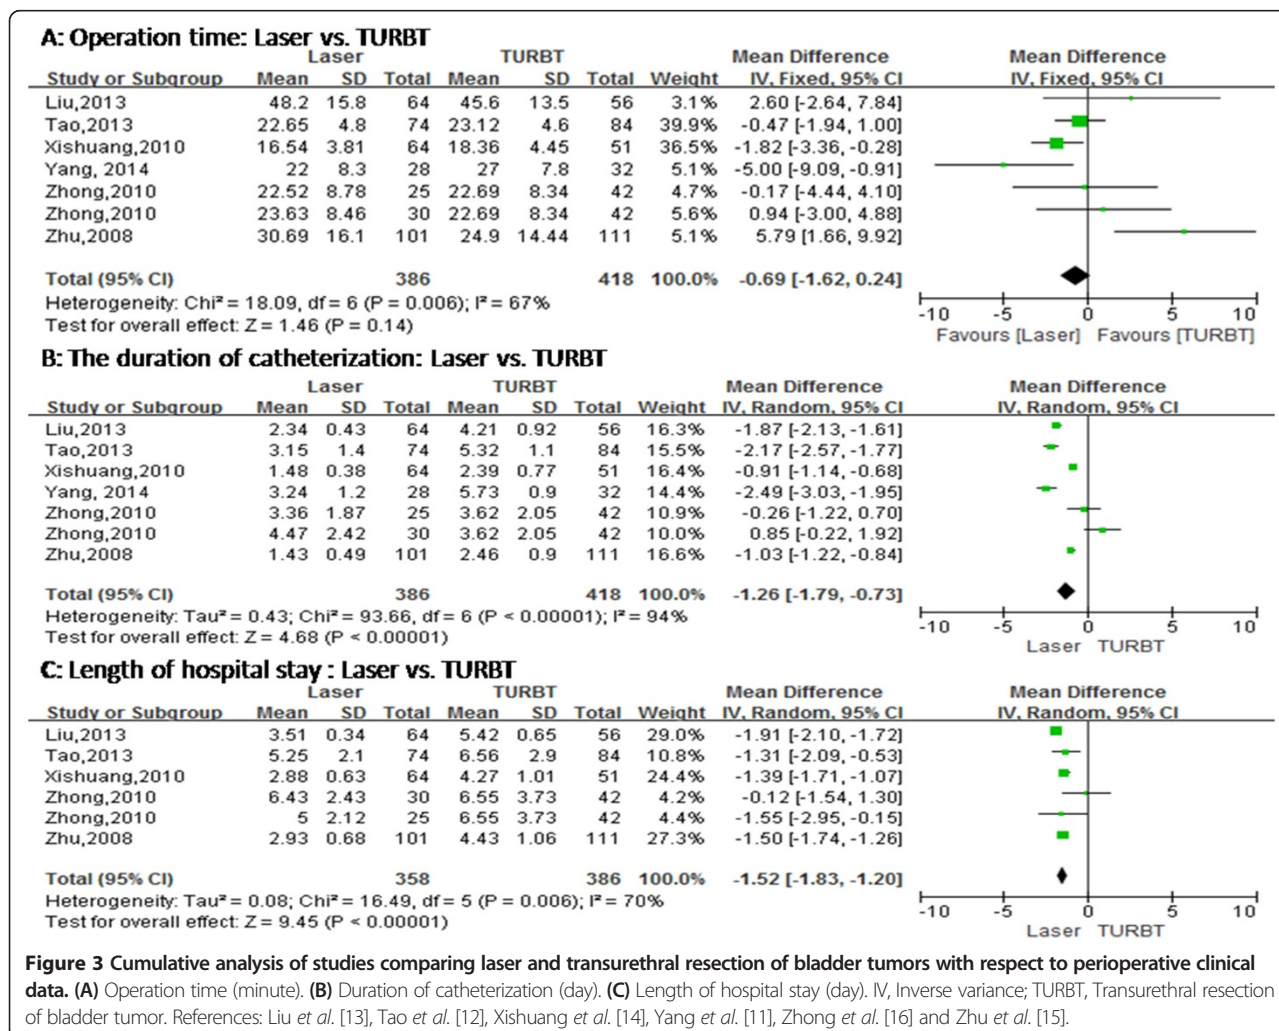 A: Operation time: Laser vs. TURBT
Laser TURBT Mean Difference Mean Difference
Study or Subgroup Mean SD Total Mean SD Total Weight IV, Fixed, 95% CI IV, Fixed, 95% CI
Liu,2013 48.2 15.8 64 45.6 13.5 56 3.1% 2.60 [-2.64, 7.84]
Tao,2013 22.65 4.8 74 23.12 4.6 84 39.9% -0.47 [-1.94, 1.00]
Xishuang,2010 16.54 3.81 64 18.36 4.45 51 36.5% -1.82 [-3.36, -0.28]
Yang, 2014 22 8.3 28 27 7.8 32 5.1% -5.00 [-9.09, -0.91]
Zhong,2010 22.52 8.78 25 22.69 8.34 42 4.7% -0.17 [-4.44, 4.10]
Zhong,2010 23.63 8.46 30 22.69 8.34 42 5.6% 0.94 [-3.00, 4.88]
Zhu,2008 30.69 16.1 101 24.9 14.44 111 5.1% 5.79 [1.66, 9.92]
Total (95% CI) 386 418 100.0% -0.69 [-1.62, 0.24]
Heterogeneity: Chi² = 18.09, df = 6 (P = 0.006); I² = 67%
Test for overall effect: Z = 1.46 (P = 0.14)
-10 -5 0 5 10
Favours [Laser] Favours [TURBT]
B: The duration of catheterization: Laser vs. TURBT
Laser TURBT Mean Difference Mean Difference
Study or Subgroup Mean SD Total Mean SD Total Weight IV, Random, 95% CI IV, Random, 95% CI
Liu,2013 2.34 0.43 64 4.21 0.92 56 16.3% -1.87 [-2.13, -1.61]
Tao,2013 3.15 1.4 74 5.32 1.1 84 15.5% -2.17 [-2.57, -1.77]
Xishuang,2010 1.48 0.38 64 2.39 0.77 51 16.4% -0.91 [-1.14, -0.68]
Yang, 2014 3.24 1.2 28 5.73 0.9 32 14.4% -2.49 [-3.03, -1.95]
Zhong,2010 3.36 1.87 25 3.62 2.05 42 10.9% -0.26 [-1.22, 0.70]
Zhong,2010 4.47 2.42 30 3.62 2.05 42 10.0% 0.85 [-0.22, 1.92]
Zhu,2008 1.43 0.49 101 2.46 0.9 111 16.6% -1.03 [-1.22, -0.84]
Total (95% CI) 386 418 100.0% -1.26 [-1.79, -0.73]
Heterogeneity: Tau² = 0.43; Chi² = 93.66, df = 6 (P < 0.00001); I² = 94%
Test for overall effect: Z = 4.68 (P < 0.00001)
-10 -5 0 5 10
Laser TURBT
C: Length of hospital stay : Laser vs. TURBT
Laser TURBT Mean Difference Mean Difference
Study or Subgroup Mean SD Total Mean SD Total Weight IV, Random, 95% CI IV, Random, 95% CI
Liu,2013 3.51 0.34 64 5.42 0.65 56 29.0% -1.91 [-2.10, -1.72]
Tao,2013 5.25 2.1 74 6.56 2.9 84 10.8% -1.31 [-2.09, -0.53]
Xishuang,2010 2.88 0.63 64 4.27 1.01 51 24.4% -1.39 [-1.71, -1.07]
Zhong,2010 6.43 2.43 30 6.55 3.73 42 4.2% -0.12 [-1.54, 1.30]
Zhong,2010 5 2.12 25 6.55 3.73 42 4.4% -1.55 [-2.95, -0.15]
Zhu,2008 2.93 0.68 101 4.43 1.06 111 27.3% -1.50 [-1.74, -1.26]
Total (95% CI) 358 386 100.0% -1.52 [-1.83, -1.20]
Heterogeneity: Tau² = 0.08; Chi² = 16.49, df = 5 (P = 0.006); I² = 70%
Test for overall effect: Z = 9.45 (P < 0.00001)
-10 -5 0 5 10
Laser TURBT
Figure 3 Cumulative analysis of studies comparing laser and transurethral resection of bladder tumors with respect to perioperative clinical
data. (A) Operation time (minute). (B) Duration of catheterization (day). (C) Length of hospital stay (day). IV, Inverse variance; TURBT, Transurethral resection
of bladder tumor. References: Liu et al. [13], Tao et al. [12], Xishuang et al. [14], Yang et al. [11], Zhong et al. [16] and Zhu et al. [15].